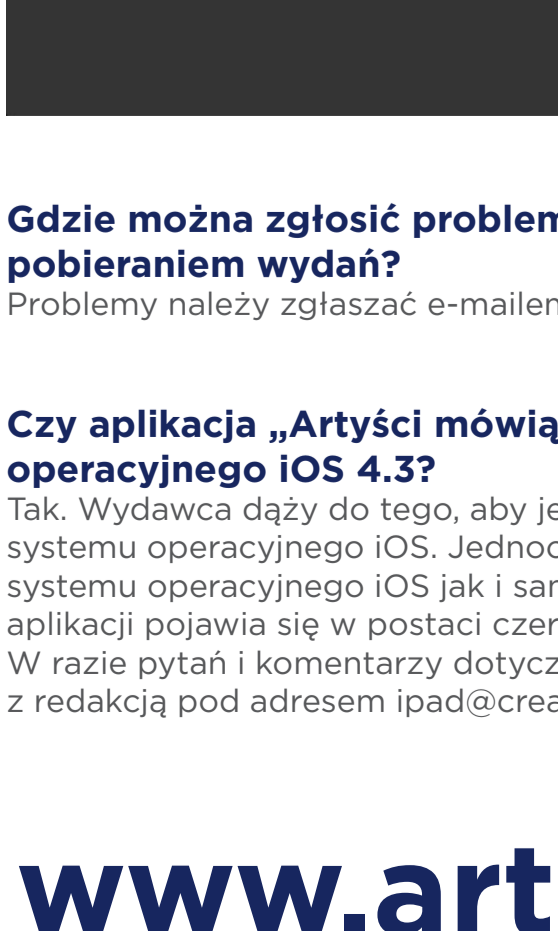 Gdzie można zgłosić problem
pobieraniem wydań?
Problemy należy zgłaszać e-mailem
Czy aplikacja „Artyści mówią
operacyjnego iOS 4.3?
Tak. Wydawca dąży do tego, aby je
systemu operacyjnego iOS. Jednoc
systemu operacyjnego iOS jak i sam
aplikacji pojawia się w postaci czer
W razie pytań i komentarzy dotycz
z redakcją pod adresem ipad@crea
www.art